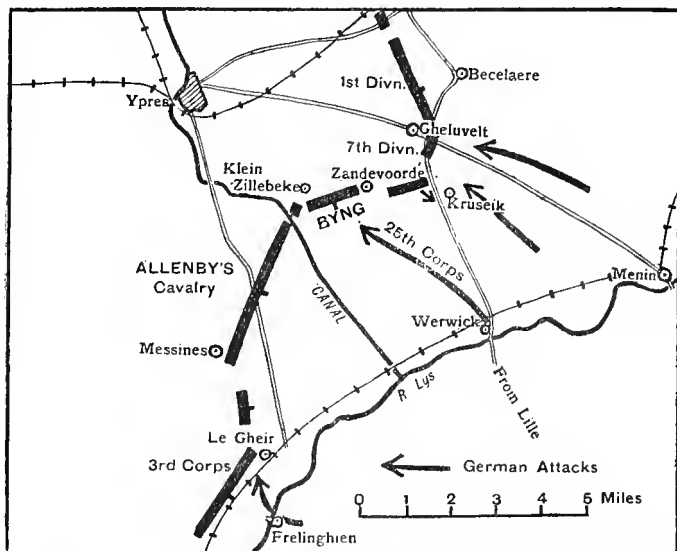 1st Divn.
Becelaere
Ypres
Gheluvelt
7th Divn.
Klein
Zillebeke
Zandevoorde
BYNG
Kruseik
ALLENBY'S
Cavalry
25th Corps
CANAL
Menin
Werwick
Messines
R Lys
From Lille
Le Gheir
3rd Corps
German Attacks
0 1 2 3 4 5 Miles
Frelinghien